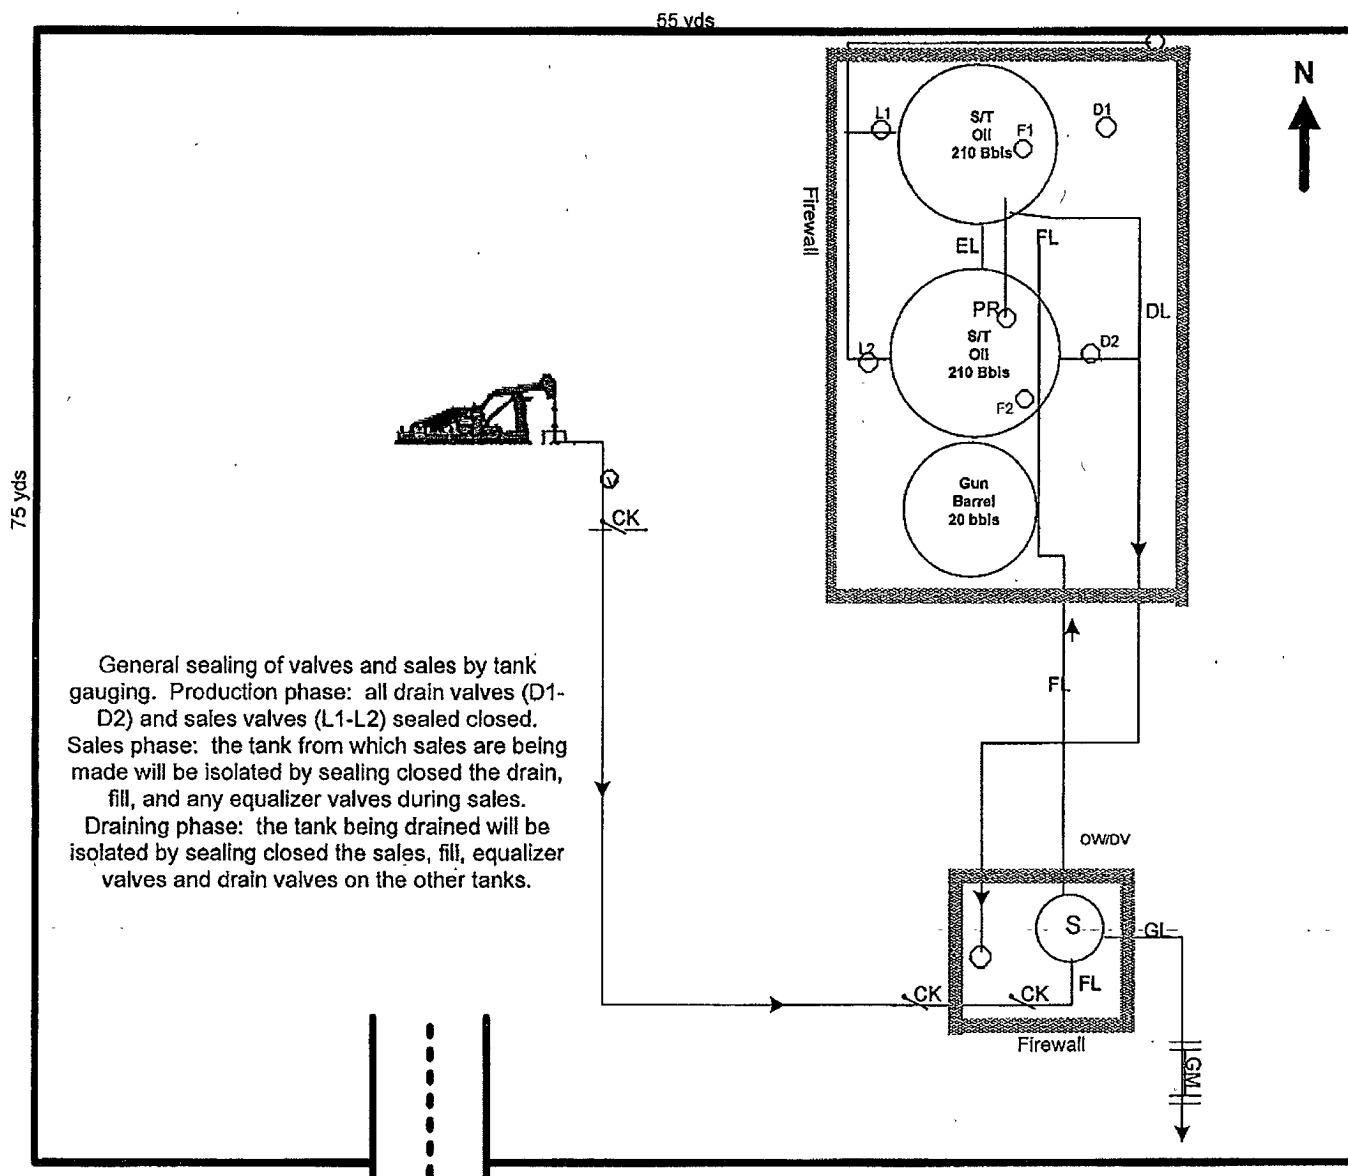 55 yds
N
L1
S/T
Oil
210 Bbls
F1
D1
Firewall
EL
FL
DL
PR
S/T
Oil
210 Bbls
L2
D2
F2
Gun
Barrel
20 bbls
75 yds
V
CK
General sealing of valves and sales by tank
gauging. Production phase: all drain valves (D1-
D2) and sales valves (L1-L2) sealed closed.
Sales phase: the tank from which sales are being
made will be isolated by sealing closed the drain,
fill, and any equalizer valves during sales.
Draining phase: the tank being drained will be
isolated by sealing closed the sales, fill, equalizer
valves and drain valves on the other tanks.
FL
OW/DV
S
GL
CK
CK
FL
Firewall
GM